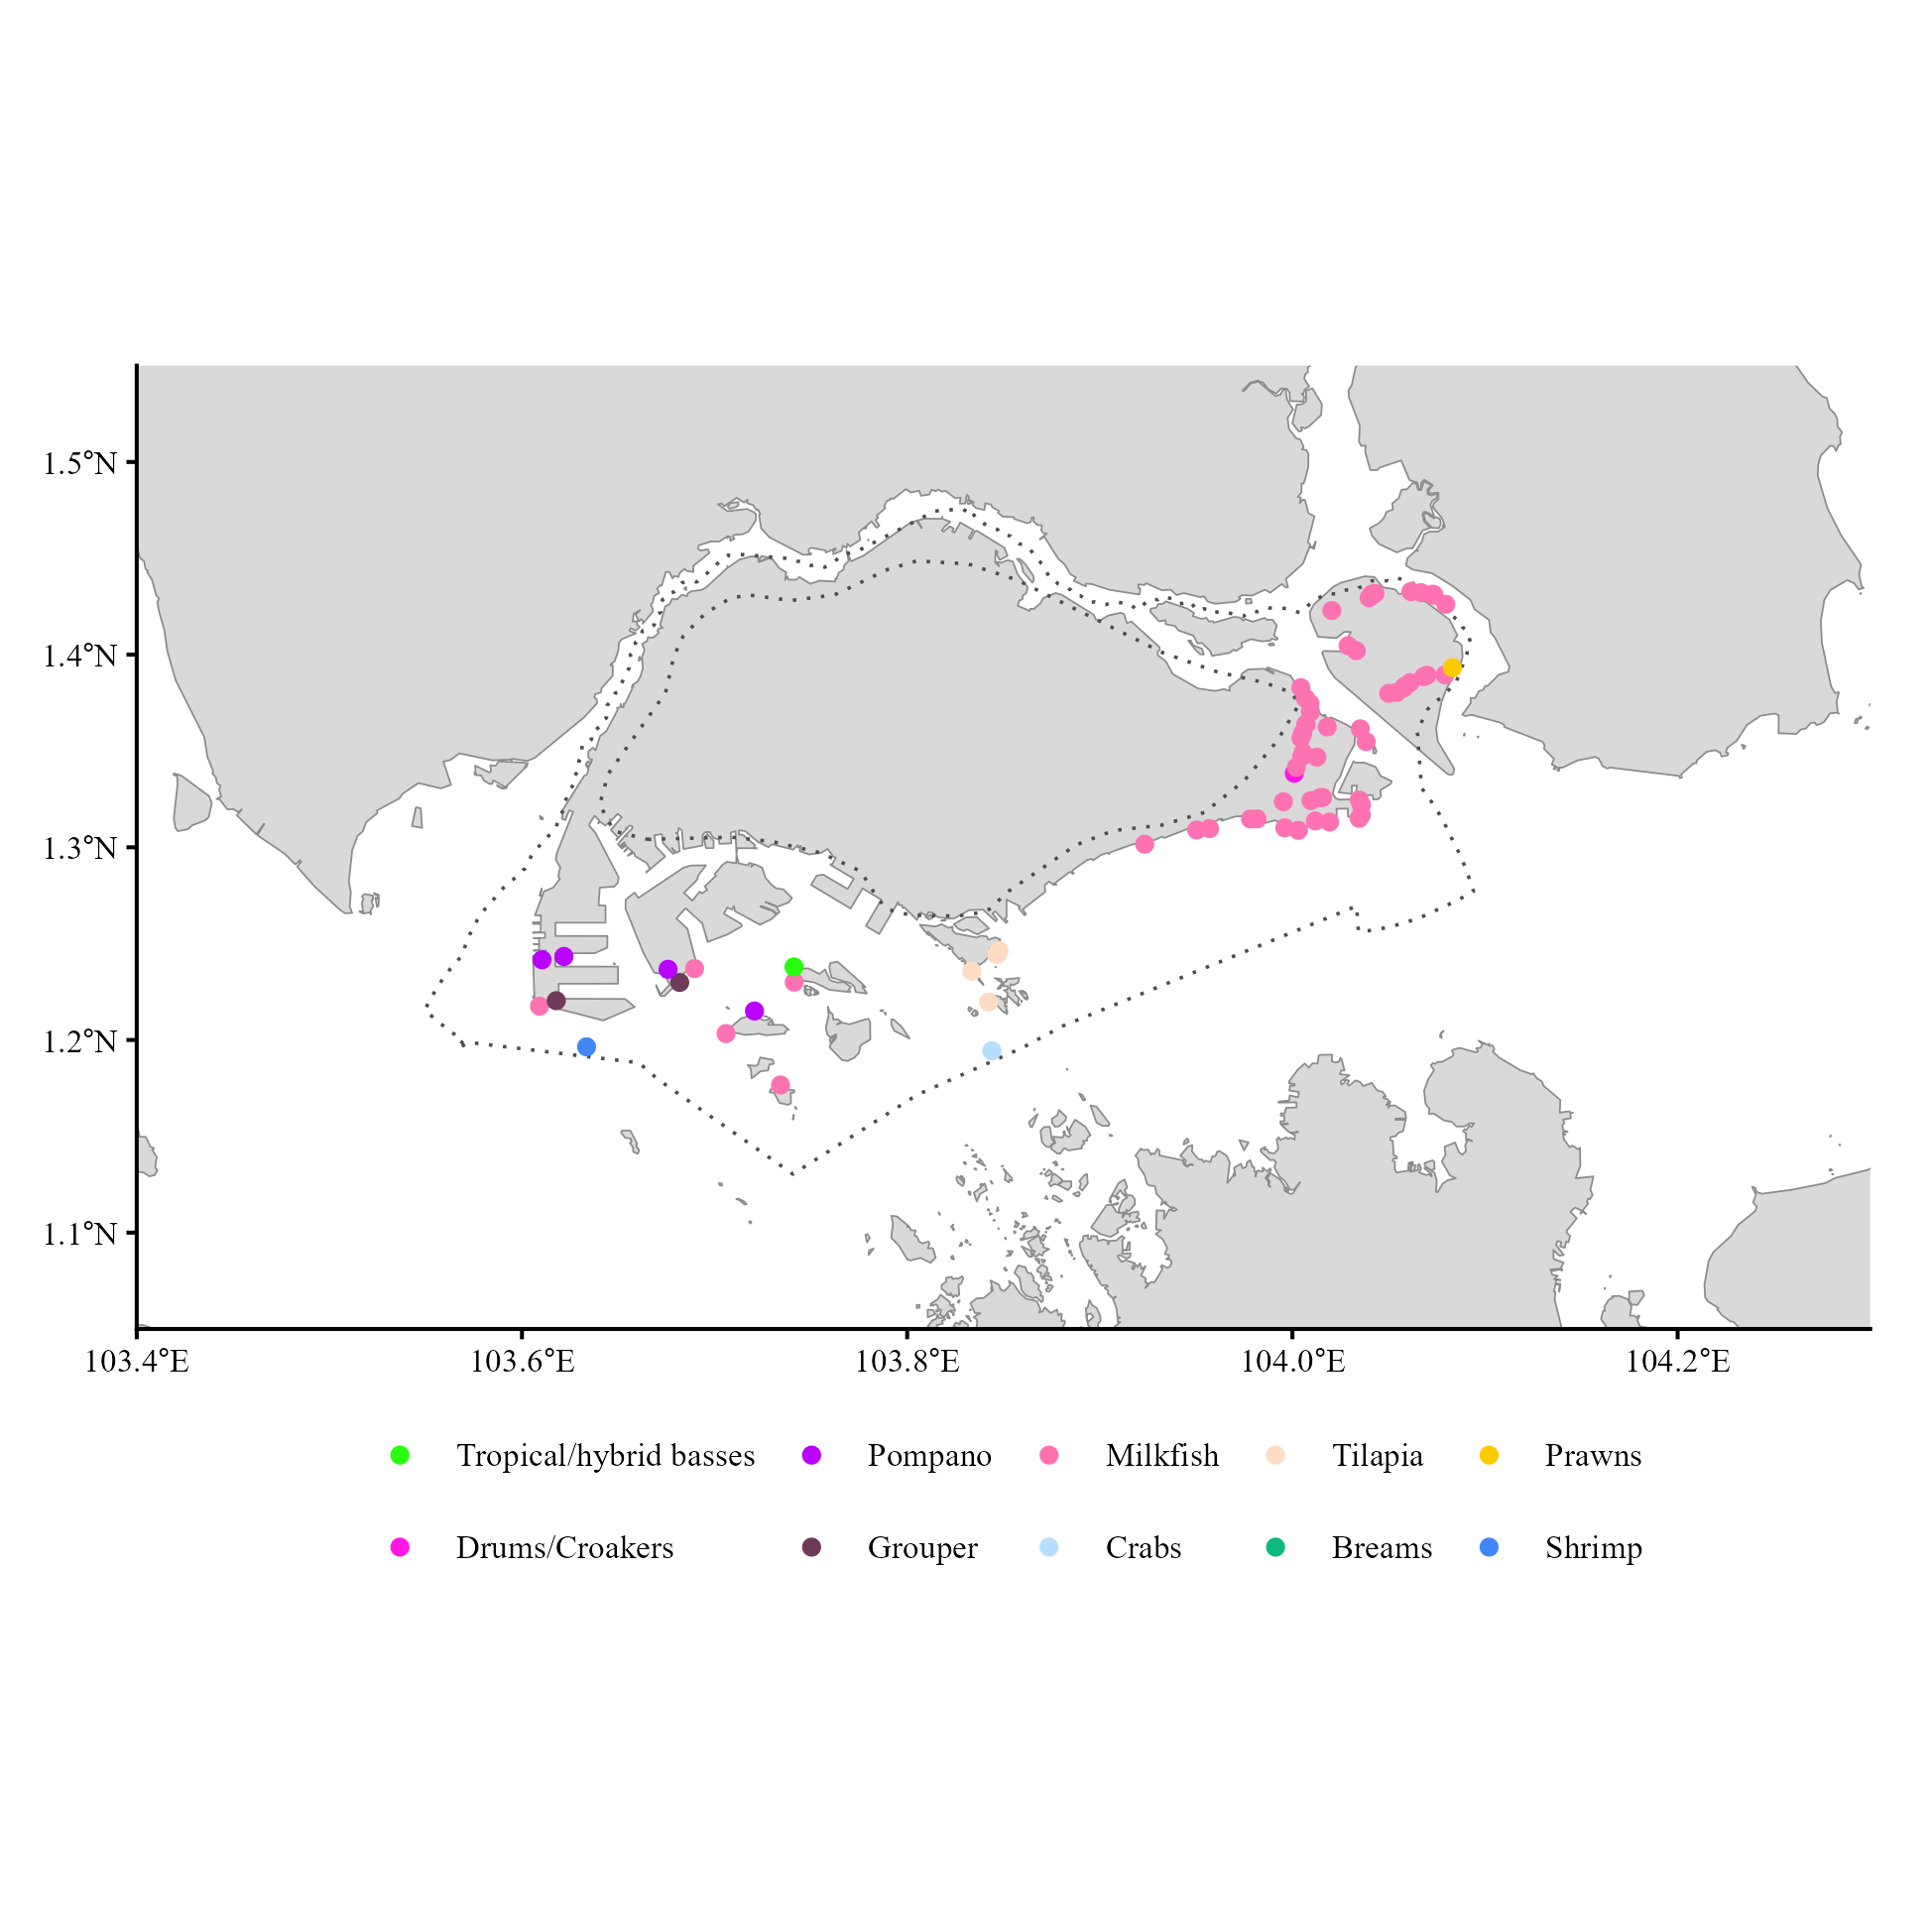 1.5°N
1.4°N
1.3°N
1.2°N
1.1°N
103.4°E 103.6°E 103.8°E 104.0°E 104.2°E
Tropical/hybrid basses Pompano Milkfish Tilapia Prawns
Drums/Croakers Grouper Crabs Breams Shrimp